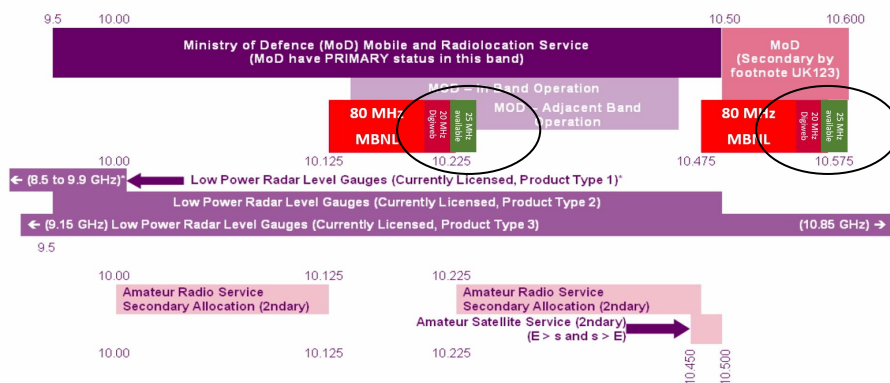 9.5 10.00 10.50 10.600
Ministry of Defence (MoD) Mobile and Radiolocation Service
(MoD have PRIMARY status in this band)
MoD
(Secondary by
footnote UK123)
MOD – In Band Operation
MOD – Adjacent Band
Operation
80 MHz
MBNL
20 MHz
Digiweb
25 MHz
available
80 MHz
MBNL
20 MHz
Digiweb
25 MHz
available
10.00 10.125 10.225 10.475 10.575
← (8.5 to 9.9 GHz)* Low Power Radar Level Gauges (Currently Licensed, Product Type 1)*
Low Power Radar Level Gauges (Currently Licensed, Product Type 2)
← (9.15 GHz) Low Power Radar Level Gauges (Currently Licensed, Product Type 3) (10.85 GHz) →
9.5
10.00 10.125 10.225
Amateur Radio Service
Secondary Allocation (2ndary)
Amateur Radio Service
Secondary Allocation (2ndary)
Amateur Satellite Service (2ndary)
(E > s and s > E)
10.00 10.125 10.225 10.450 10.500